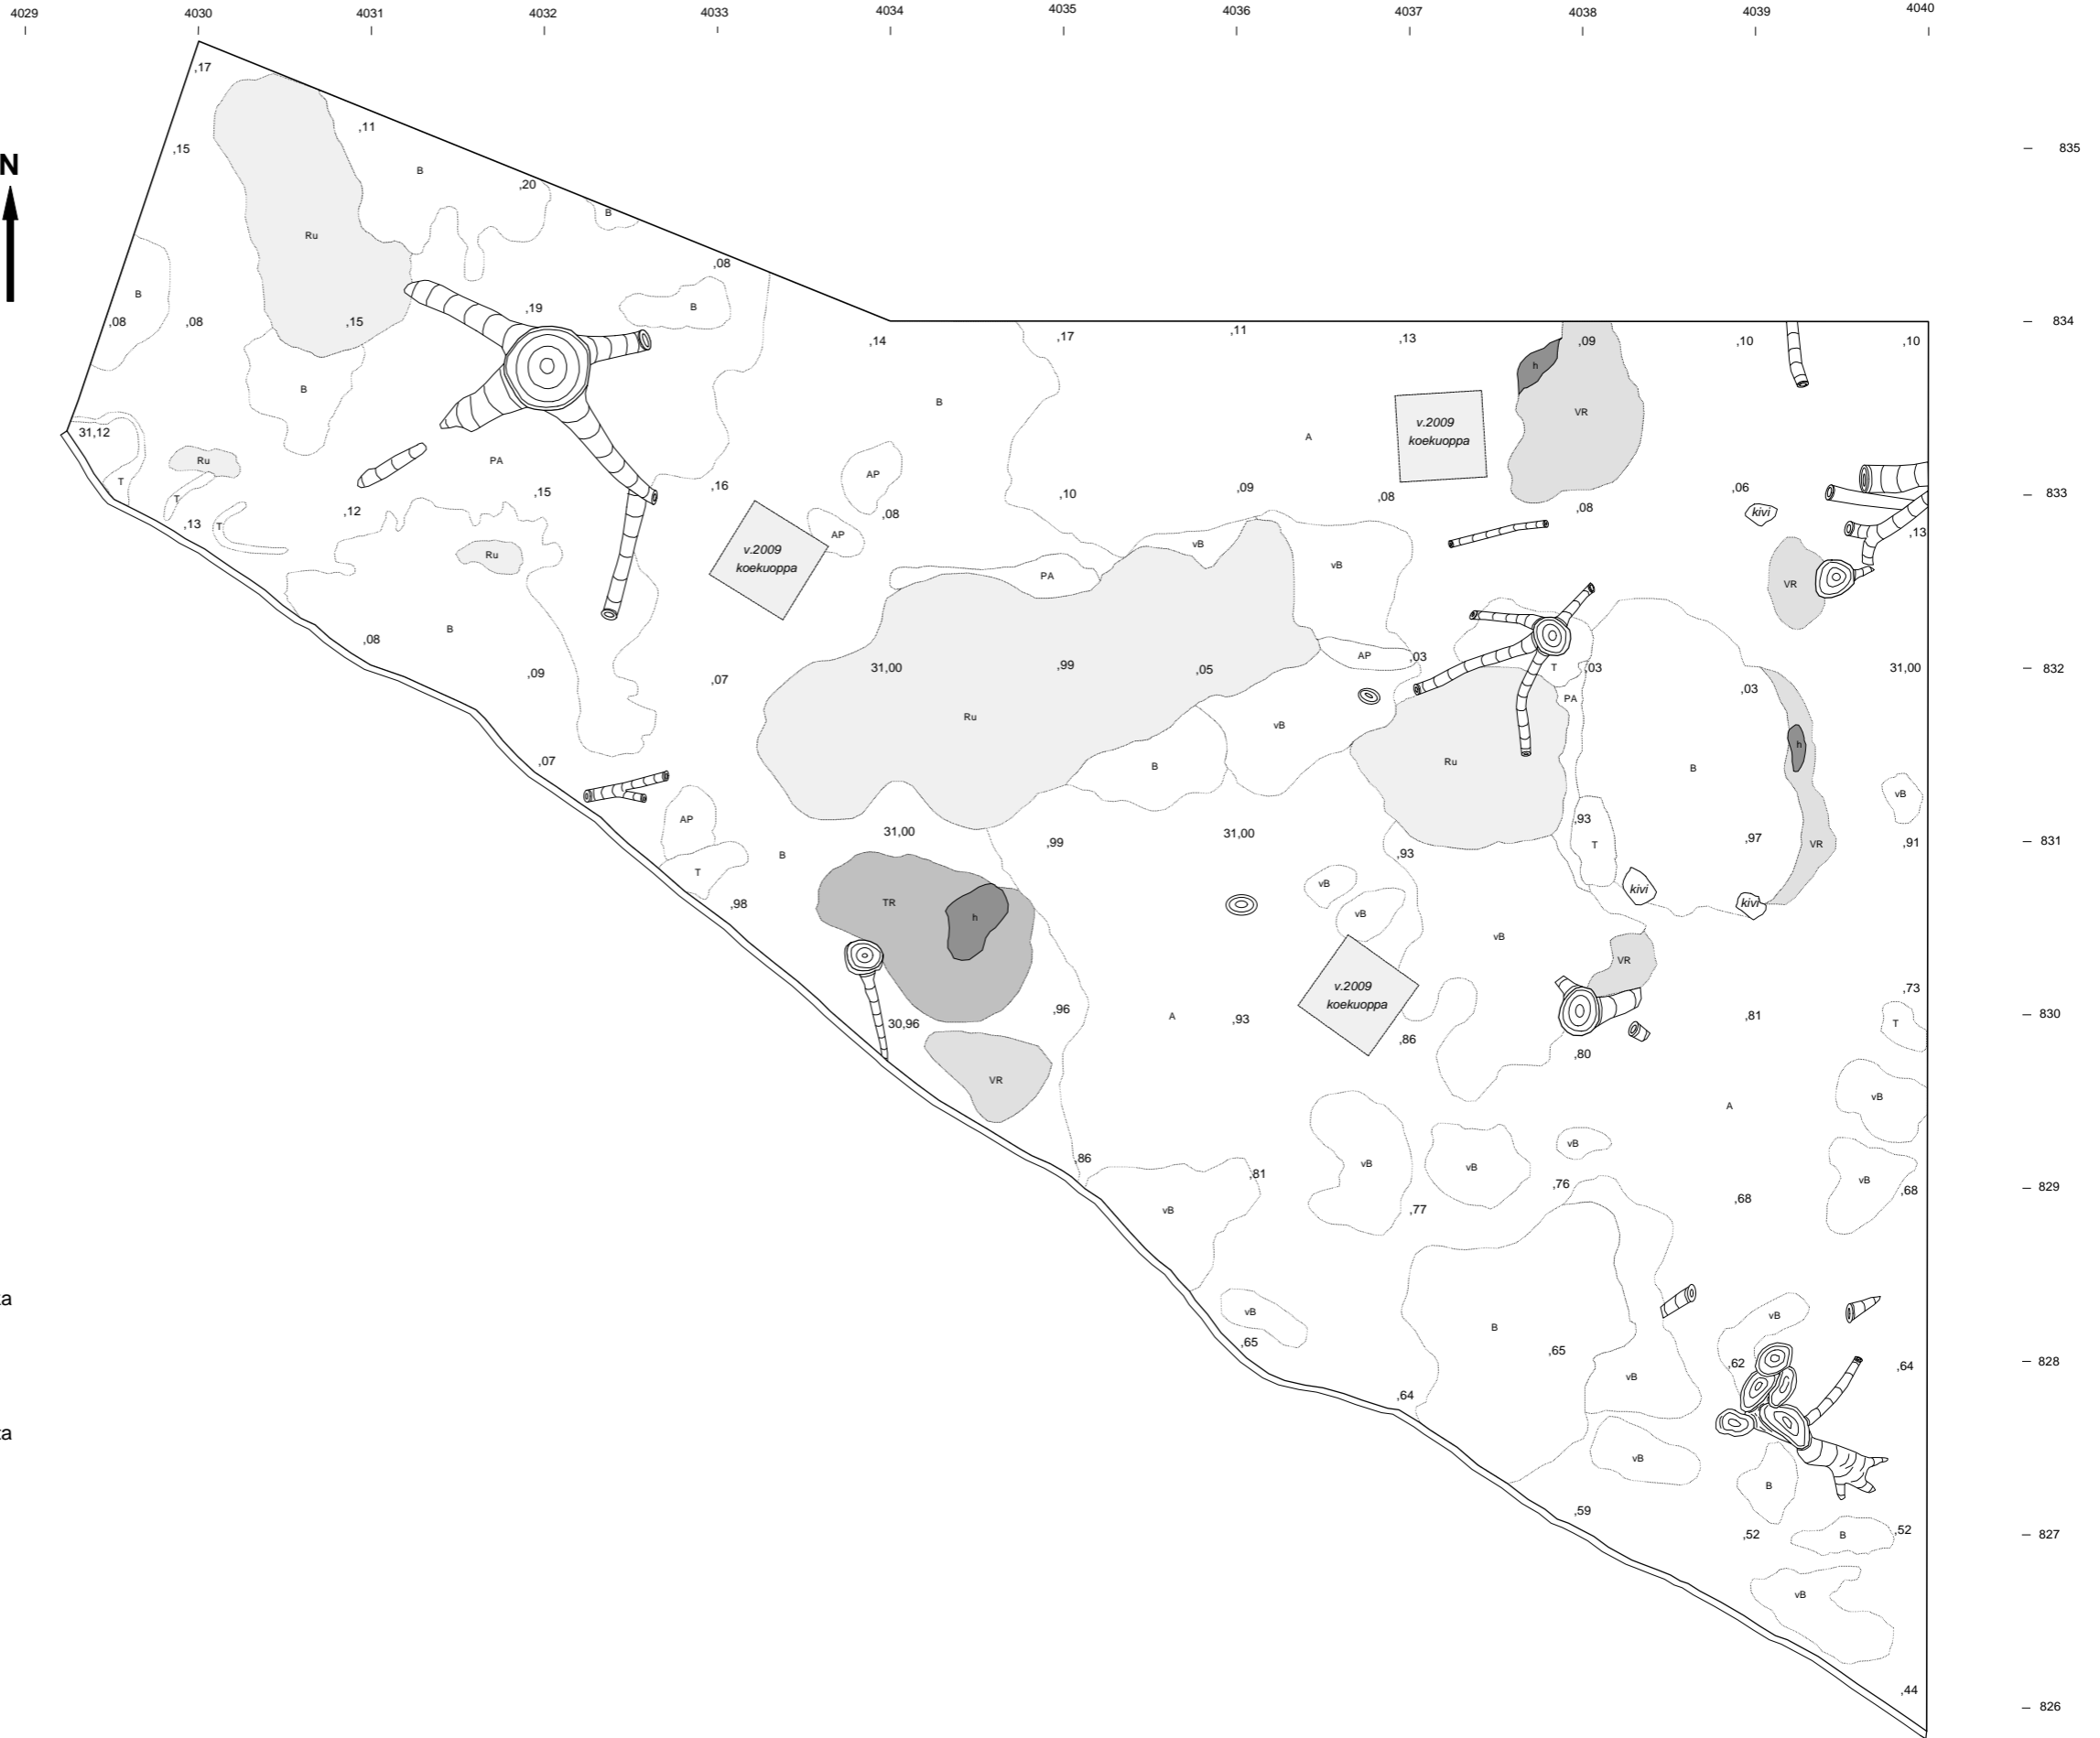 4029 4030 4031 4032 4033 4034 4035 4036 4037 4038 4039 4040
,17
,11
,15
835
N
B
,20
B
Ru
,08
B
B
,08 ,08 ,15 ,19
834
,14 ,17 ,11 ,13 ,09 ,10 ,10
h
B
B
VR
v.2009
koekuoppa
31,12
A
Ru
PA
AP
T
T
,15 ,16 ,10 ,09 ,08 ,06
833
,12
,08
,08
kivi
,13
T
AP
,13
Ru
v.2009
koekuoppa
vB
vB
PA
VR
B
,08
AP
,03
,09
,07
31,00
,99
,05
T
,03
31,00
832
,03
PA
Ru
vB
h
,07
Ru
B
B
vB
AP
,93
31,00
31,00
,99
,97
,91
831
B
,93
T
VR
T
vB
kivi
,98
TR
h
vB
kivi
vB
VR
v.2009
koekuoppa
,73
,96
A
,93
,81
830
30,96
T
,86
,80
VR
vB
A
vB
,86
vB
vB
,81
vB
,76
,68
,68
829
vB
,77
ta
vB
B
vB
,65
,65
,62
,64
828
vB
,64
ta
vB
B
,59
,52
B
,52
827
vB
,44
826